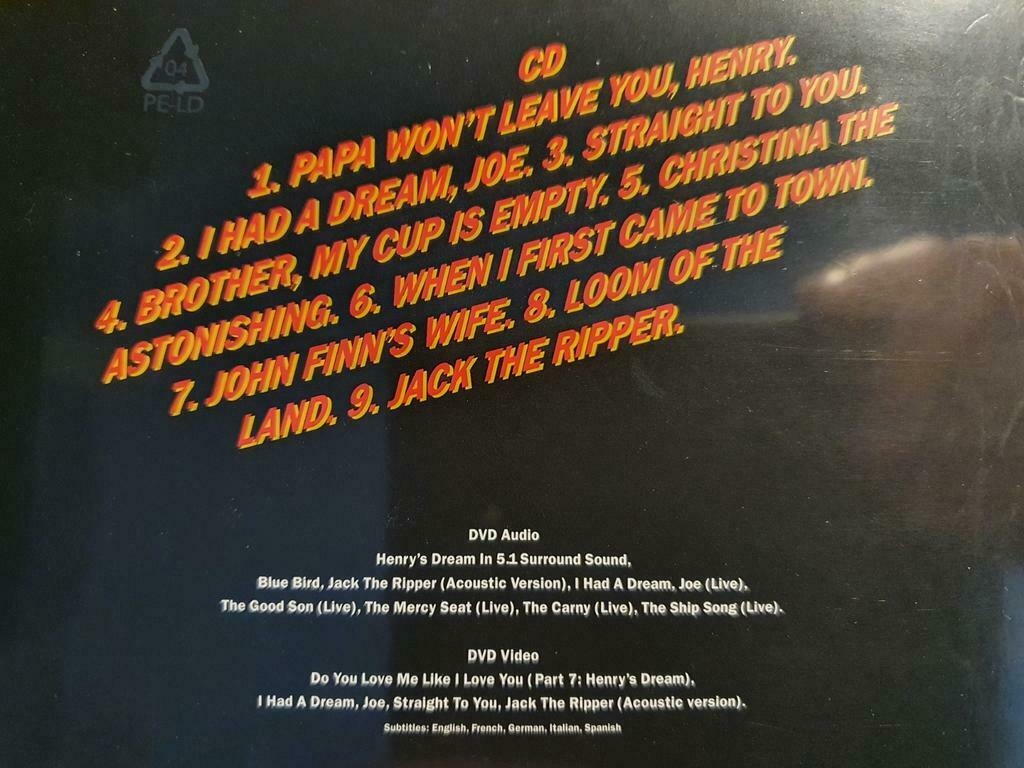 04
PE-LD
CD
1. PAPA WON'T LEAVE YOU, HENRY.
2. I HAD A DREAM, JOE. 3. STRAIGHT TO YOU.
4. BROTHER, MY CUP IS EMPTY. 5. CHRISTINA THE
ASTONISHING. 6. WHEN I FIRST CAME TO TOWN.
7. JOHN FINN'S WIFE. 8. LOOM OF THE
LAND. 9. JACK THE RIPPER.
DVD Audio
Henry's Dream In 5.1 Surround Sound,
Blue Bird, Jack The Ripper (Acoustic Version), I Had A Dream, Joe (Live).
The Good Son (Live), The Mercy Seat (Live), The Carny (Live), The Ship Song (Live).
DVD Video
Do You Love Me Like I Love You (Part 7: Henry's Dream),
I Had A Dream, Joe, Straight To You, Jack The Ripper (Acoustic version).
Subtitles: English, French, German, Italian, Spanish